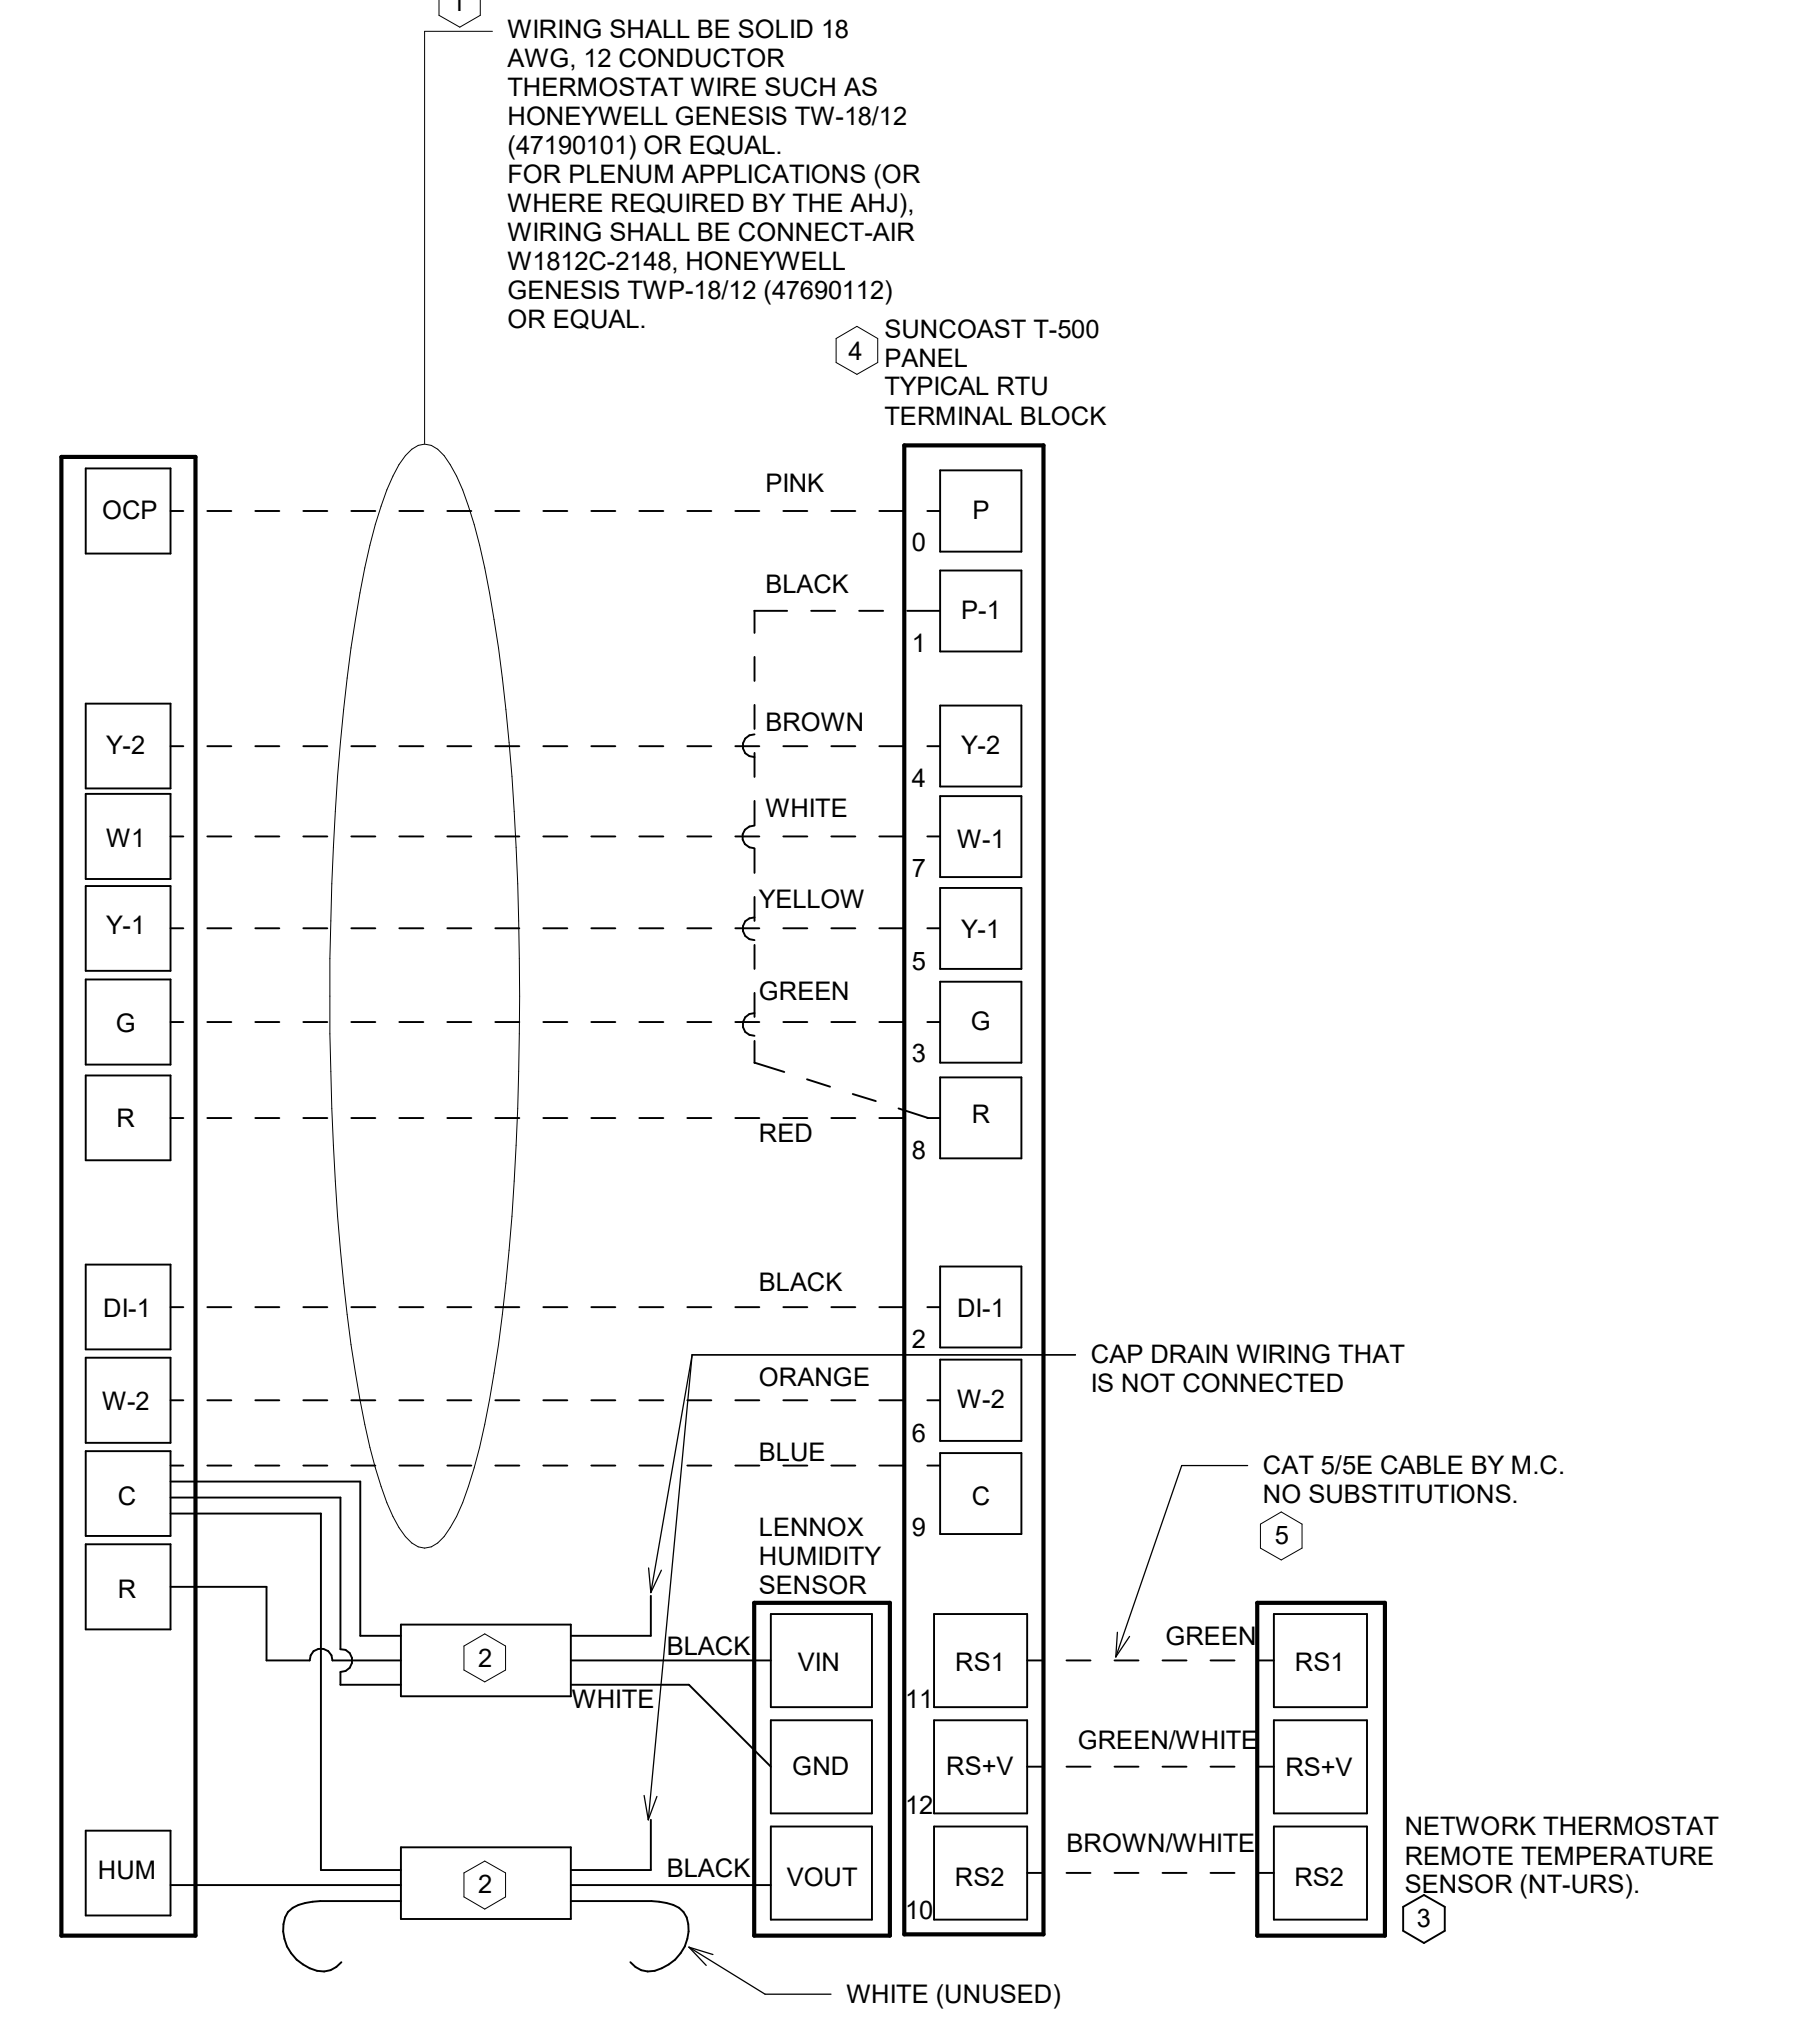 1
WIRING SHALL BE SOLID 18
AWG, 12 CONDUCTOR
THERMOSTAT WIRE SUCH AS
HONEYWELL GENESIS TW-18/12
(47190101) OR EQUAL.
FOR PLENUM APPLICATIONS (OR
WHERE REQUIRED BY THE AHJ),
WIRING SHALL BE CONNECT-AIR
W1812C-2148, HONEYWELL
GENESIS TWP-18/12 (47690112)
OR EQUAL.
4
SUNCOAST T-500
PANEL
TYPICAL RTU
TERMINAL BLOCK
OCP
PINK
P
0
BLACK
P-1
1
Y-2
BROWN
Y-2
4
W1
WHITE
W-1
7
Y-1
YELLOW
Y-1
5
G
GREEN
G
3
R
RED
R
8
DI-1
BLACK
DI-1
2
CAP DRAIN WIRING THAT
IS NOT CONNECTED
W-2
ORANGE
W-2
6
C
BLUE
C
9
CAT 5/5E CABLE BY M.C.
NO SUBSTITUTIONS.
5
LENNOX
HUMIDITY
SENSOR
R
2
BLACK
VIN
WHITE
GND
RS1
11
GREEN
RS1
RS+V
12
GREEN/WHITE
RS+V
HUM
2
BLACK
VOUT
RS2
10
BROWN/WHITE
RS2
NETWORK THERMOSTAT
REMOTE TEMPERATURE
SENSOR (NT-URS).
3
WHITE (UNUSED)